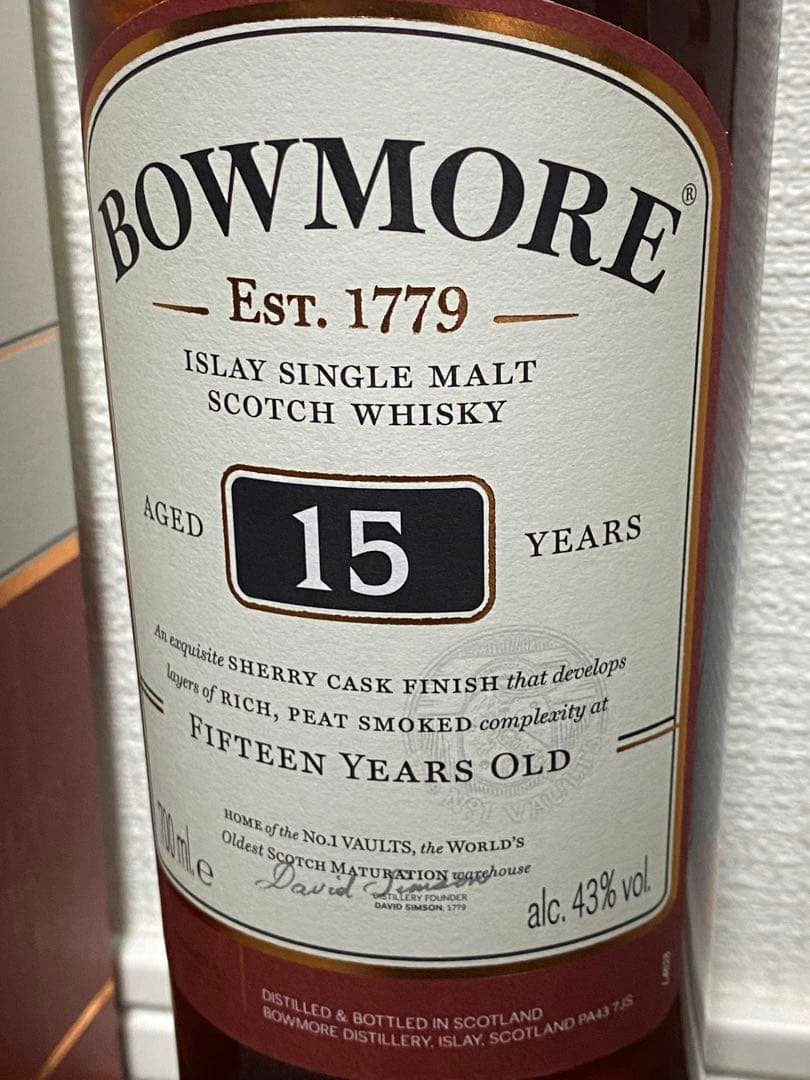 BOWMORE®
EST. 1779
ISLAY SINGLE MALT
SCOTCH WHISKY
AGED 15 YEARS
An exquisite SHERRY CASK FINISH that develops
layers of RICH, PEAT SMOKED complexity at
FIFTEEN YEARS OLD
No.1 VAULTS
HOME of the No.1 VAULTS, the WORLD'S
Oldest SCOTCH MATURATION warehouse
David Simson
DISTILLERY FOUNDER
DAVID SIMSON, 1779
700ml. e
alc. 43% vol.
DISTILLED & BOTTLED IN SCOTLAND
BOWMORE DISTILLERY, ISLAY, SCOTLAND PA43 7JS